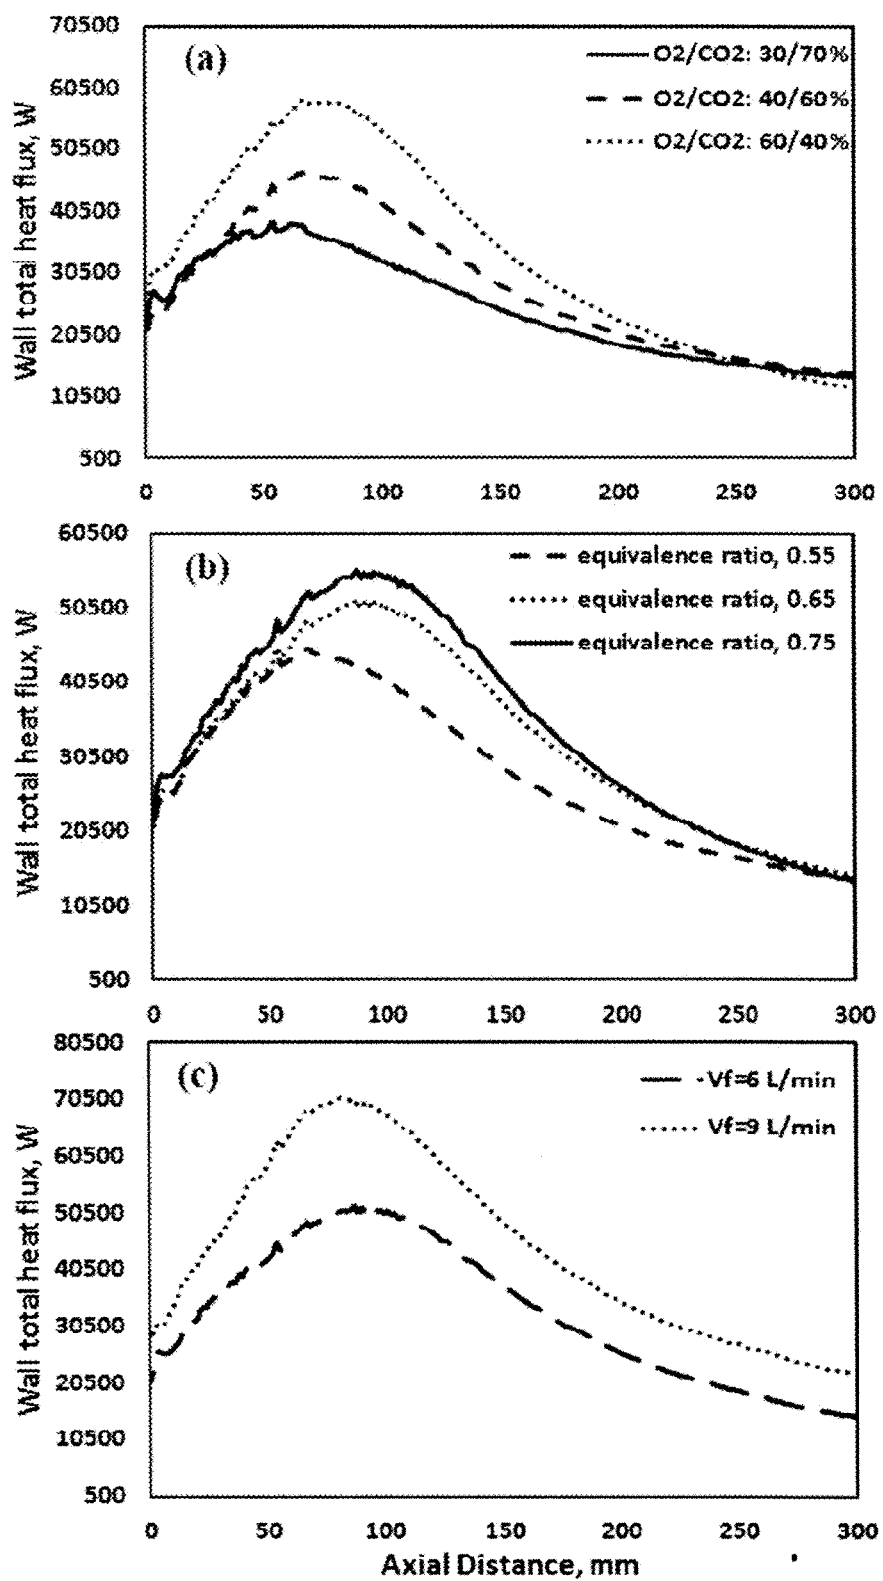 70500
(a)
O2/CO2: 30/70%
60500
O2/CO2: 40/60%
50500
O2/CO2: 60/40%
40500
30500
20500
10500
500
Wall total heat flux, W
0 50 100 150 200 250 300
60500
(b)
equivalence ratio, 0.55
50500
equivalence ratio, 0.65
equivalence ratio, 0.75
40500
30500
20500
10500
500
Wall total heat flux, W
0 50 100 150 200 250 300
80500
(c)
Vf=6 L/min
70500
Vf=9 L/min
60500
50500
40500
30500
20500
10500
500
Wall total heat flux, W
0 50 100 150 200 250 300
Axial Distance, mm